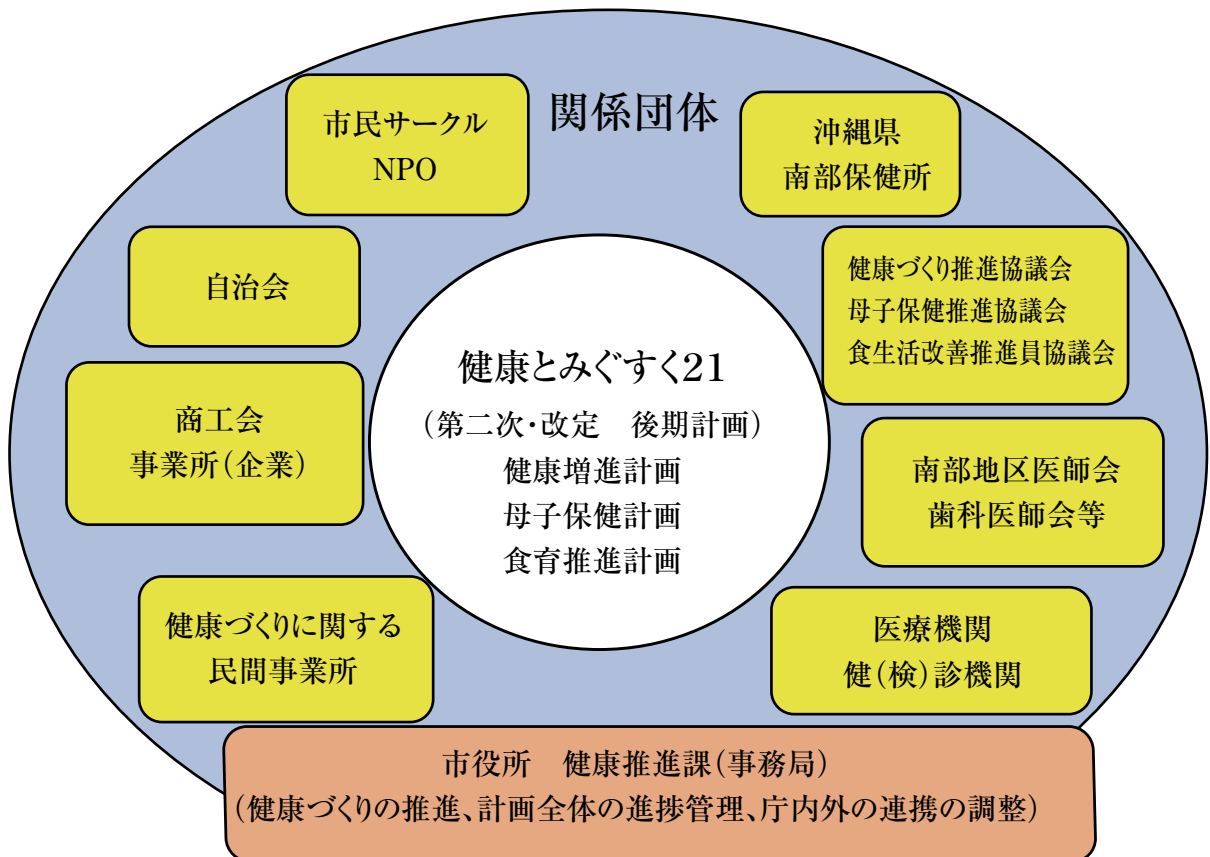 関係団体
市民サークル
NPO
沖縄県
南部保健所
自治会
健康づくり推進協議会
母子保健推進協議会
食生活改善推進員協議会
商工会
事業所(企業)
健康とみぐすく21
(第二次・改定　後期計画)
健康増進計画
母子保健計画
食育推進計画
南部地区医師会
歯科医師会等
健康づくりに関する
民間事業所
医療機関
健(検)診機関
市役所　健康推進課(事務局)
(健康づくりの推進、計画全体の進捗管理、庁内外の連携の調整)